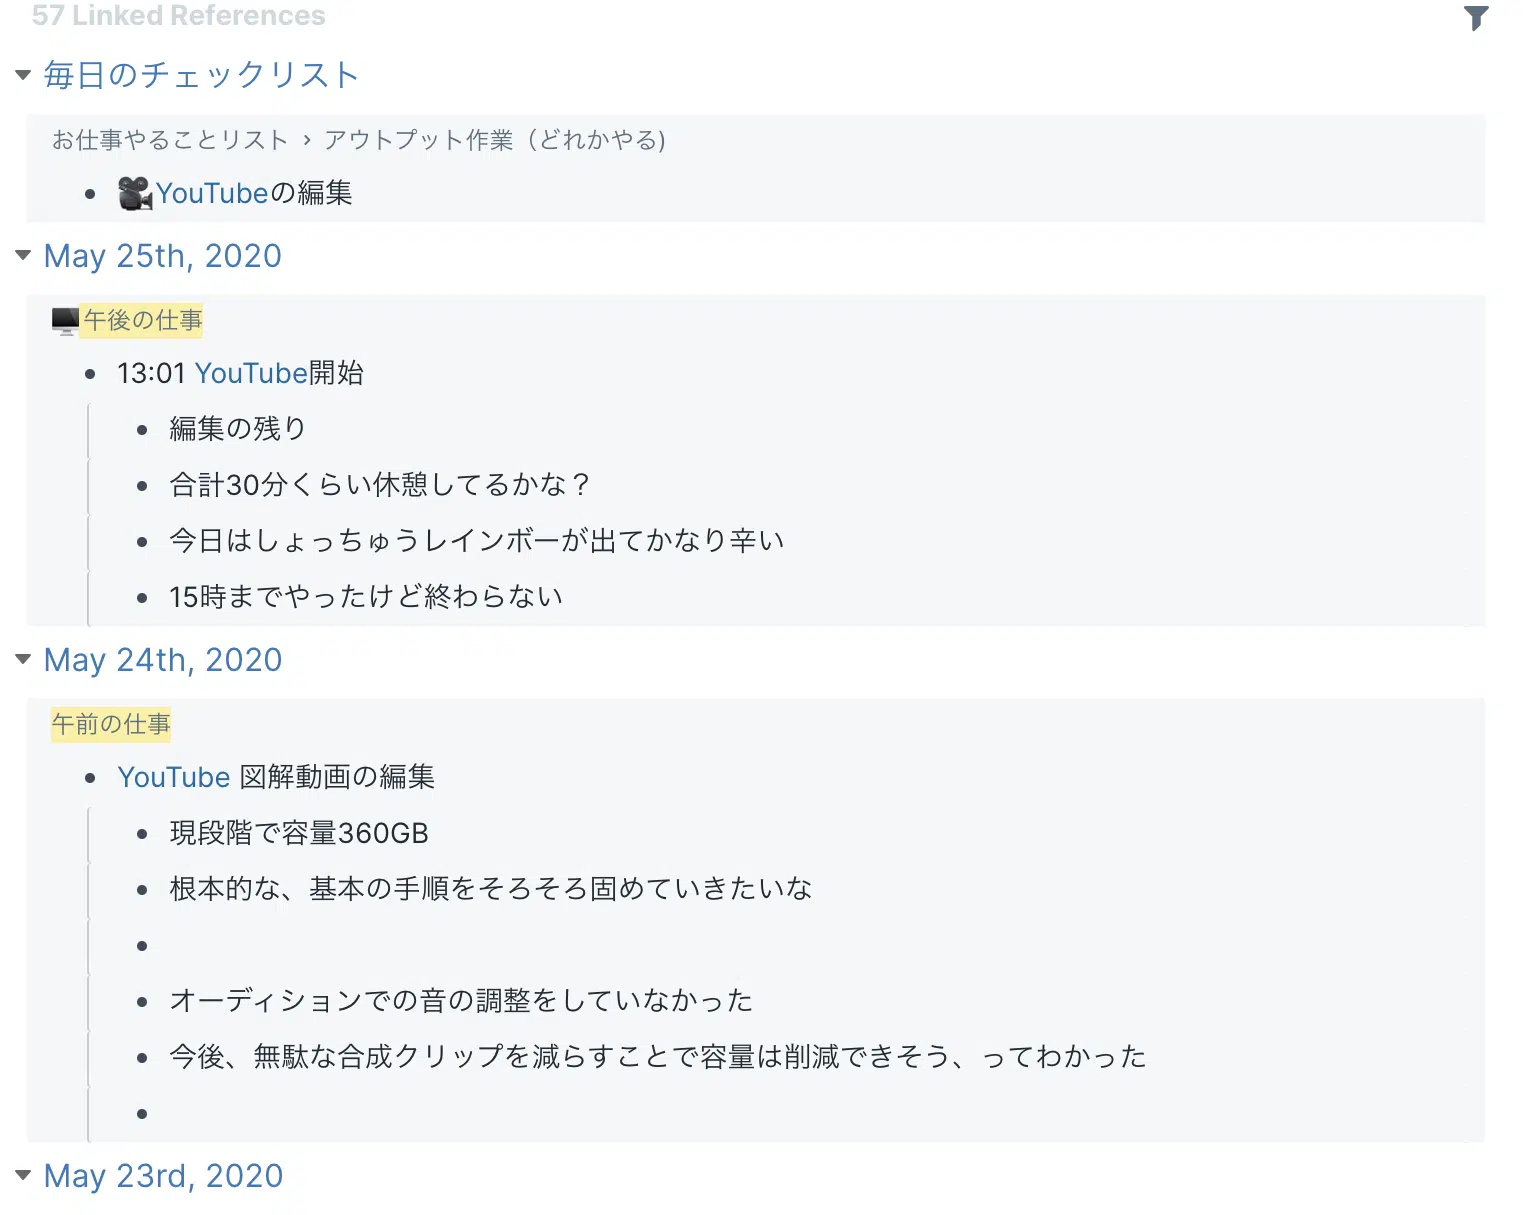 57 Linked References
毎日のチェックリスト
お仕事やることリスト › アウトプット作業（どれかやる)
YouTubeの編集
May 25th, 2020
午後の仕事
13:01 YouTube開始
編集の残り
合計30分くらい休憩してるかな？
今日はしょっちゅうレインボーが出てかなり辛い
15時までやったけど終わらない
May 24th, 2020
午前の仕事
YouTube 図解動画の編集
現段階で容量360GB
根本的な、基本の手順をそろそろ固めていきたいな
オーディションでの音の調整をしていなかった
今後、無駄な合成クリップを減らすことで容量は削減できそう、ってわかった
May 23rd, 2020